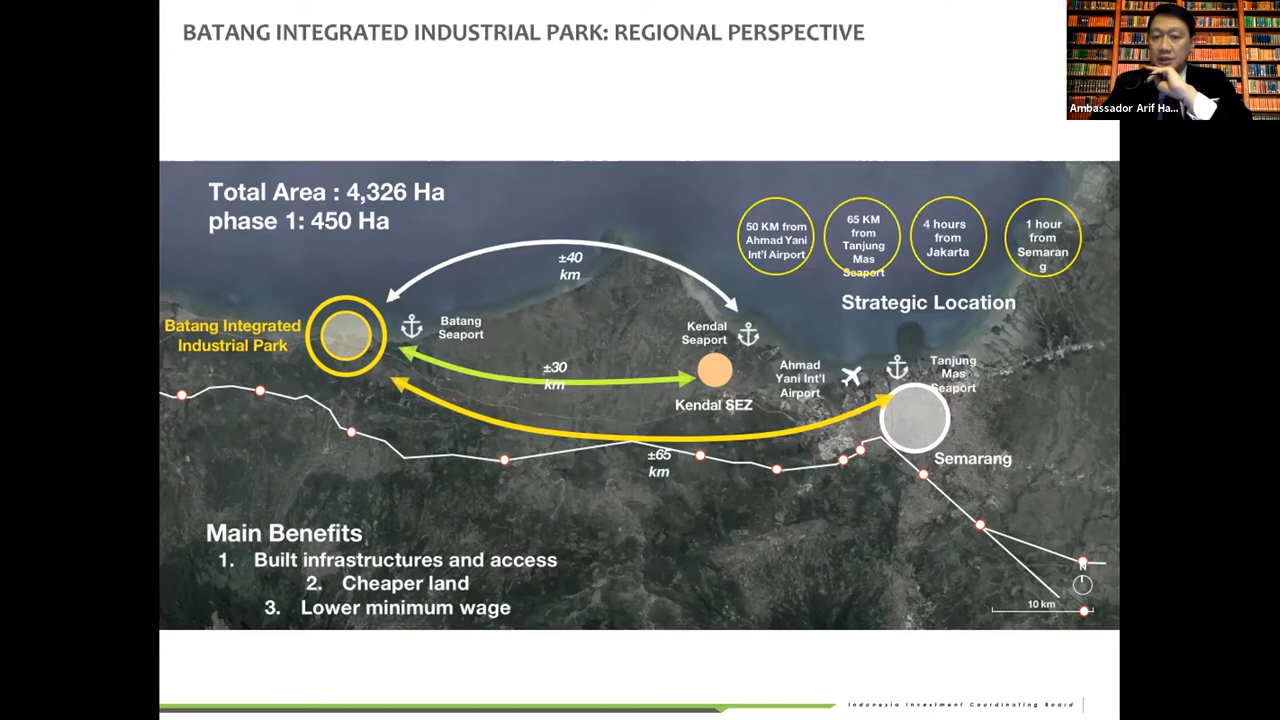 BATANG INTEGRATED INDUSTRIAL PARK: REGIONAL PERSPECTIVE
Ambassador Arif Ha...
Total Area : 4,326 Ha
phase 1: 450 Ha
50 KM from
Ahmad Yani
Int'l Airport
65 KM
from
Tanjung
Mas
Seaport
4 hours
from
Jakarta
1 hour
from
Semaran
g
Strategic Location
±40
km
Batang Integrated
Industrial Park
Batang
Seaport
Kendal
Seaport
±30
km
Kendal SEZ
Ahmad
Yani Int'l
Airport
Tanjung
Mas
Seaport
±65
km
Semarang
Main Benefits
1. Built infrastructures and access
2. Cheaper land
3. Lower minimum wage
N
10 km
Indonesia Investment Coordinating Board